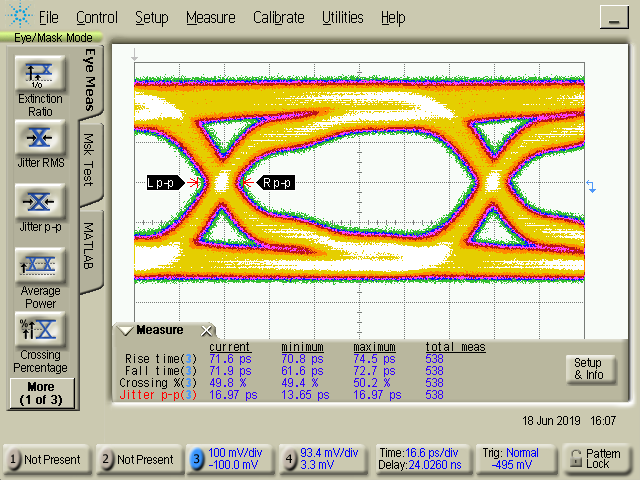 File Control Setup Measure Calibrate Utilities Help
Eye/Mask Mode
Eye Meas
Msk Test
MATLAB
1/0
Extinction
Ratio
Jitter RMS
Jitter p-p
Average
Power
%
Crossing
Percentage
More
(1 of 3)
L p-p
R p-p
Measure
current minimum maximum total meas
Rise time(3) 71.6 ps 70.8 ps 74.5 ps 538
Fall time(3) 71.9 ps 61.6 ps 72.7 ps 538
Crossing %(3) 49.8 % 49.4 % 50.2 % 538
Jitter p-p(3) 16.97 ps 13.65 ps 16.97 ps 538
Setup
& Info
18 Jun 2019 16:07
1 Not Present
2 Not Present
3 100 mV/div
-100.0 mV
4 93.4 mV/div
3.3 mV
Time:16.6 ps/div
Delay:24.0260 ns
Trig: Normal
-495 mV
Pattern
Lock